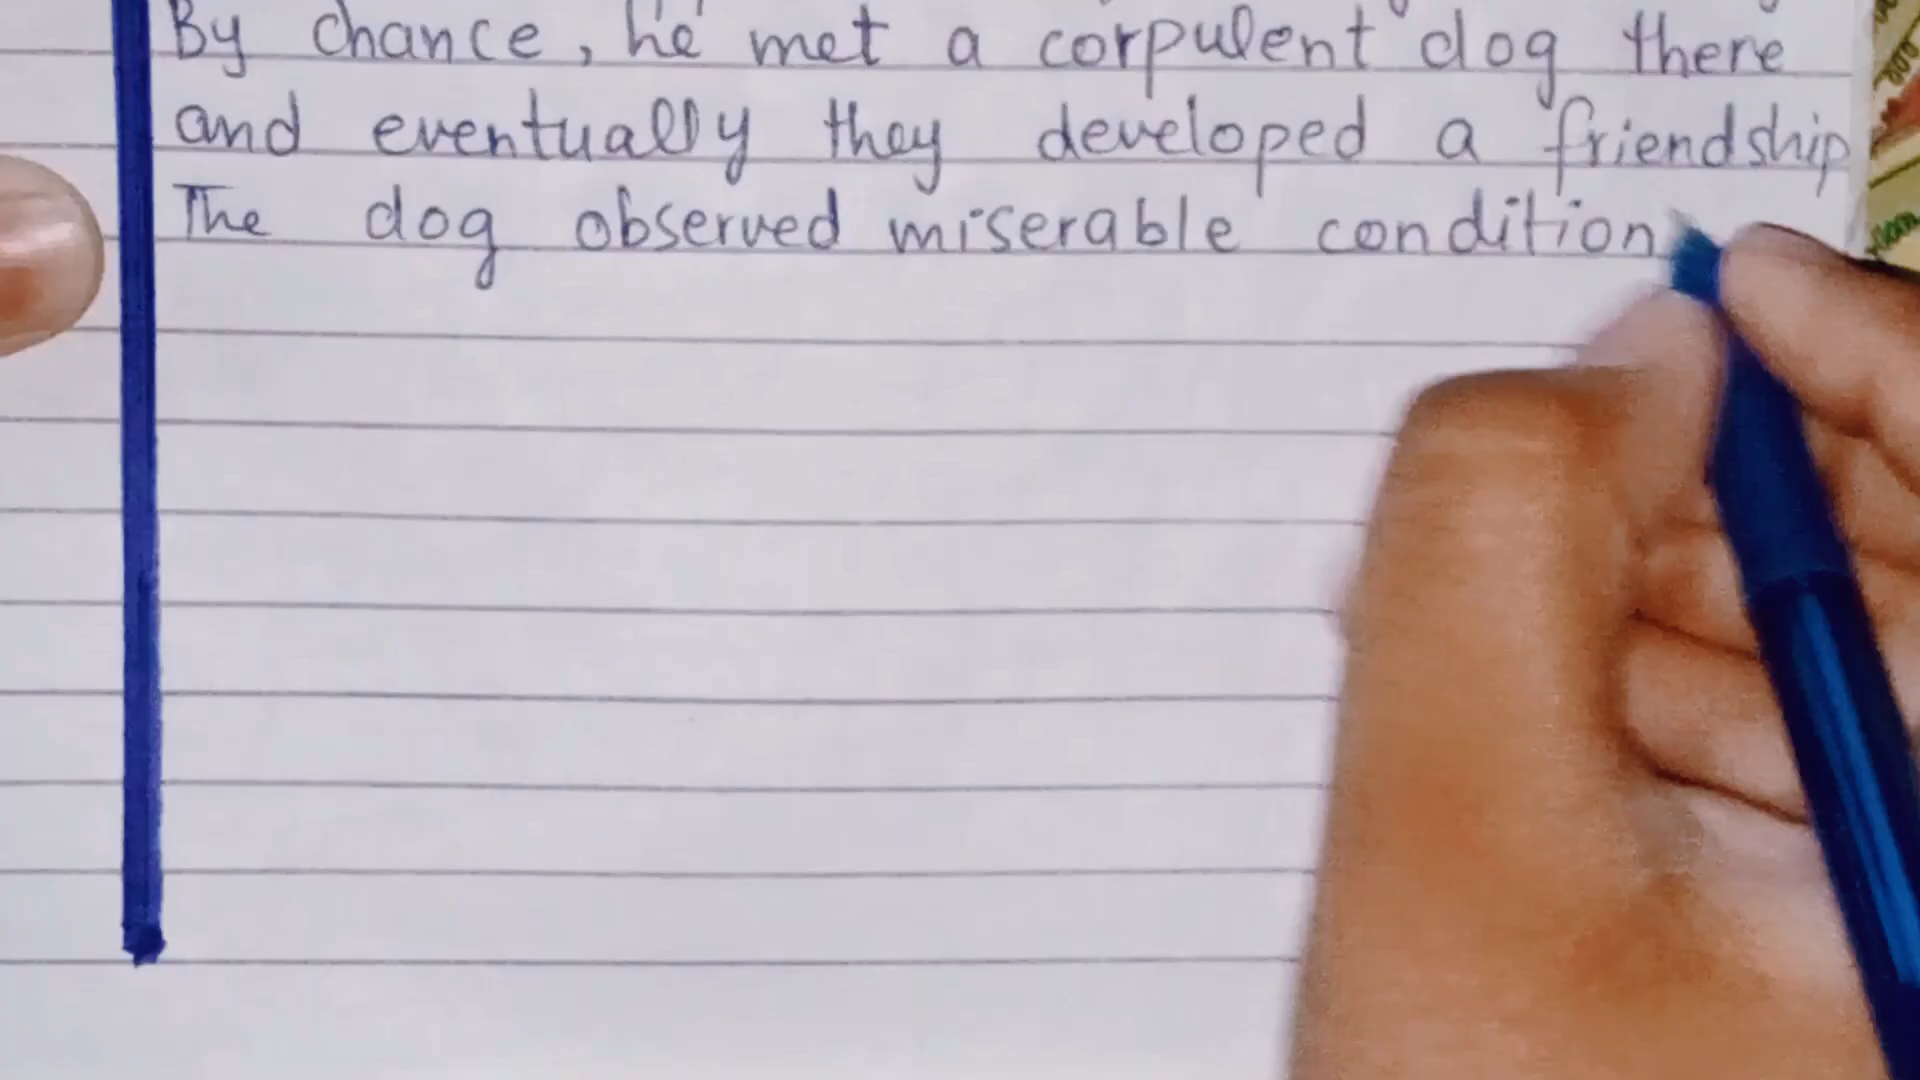 By chance, he met a corpulent dog there
and eventually they developed a friendship
The dog observed miserable condition